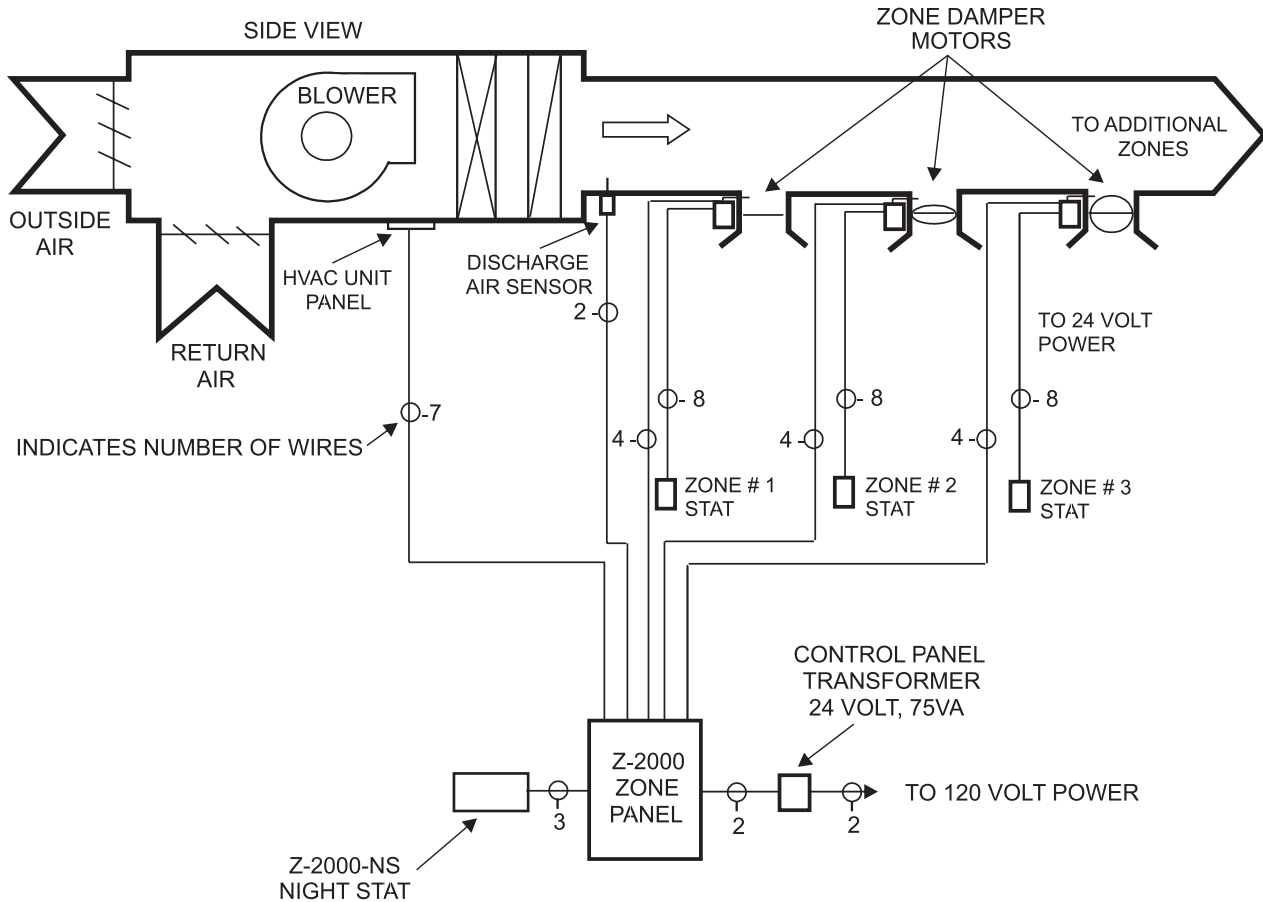 SIDE VIEW
ZONE DAMPER
MOTORS
BLOWER
TO ADDITIONAL
ZONES
OUTSIDE
AIR
HVAC UNIT
PANEL
DISCHARGE
AIR SENSOR
2 -
TO 24 VOLT
POWER
RETURN
AIR
-7
- 8
- 8
- 8
INDICATES NUMBER OF WIRES
4 -
4 -
4 -
ZONE # 1
STAT
ZONE # 2
STAT
ZONE # 3
STAT
CONTROL PANEL
TRANSFORMER
24 VOLT, 75VA
Z-2000
ZONE
PANEL
3
2
2
TO 120 VOLT POWER
Z-2000-NS
NIGHT STAT